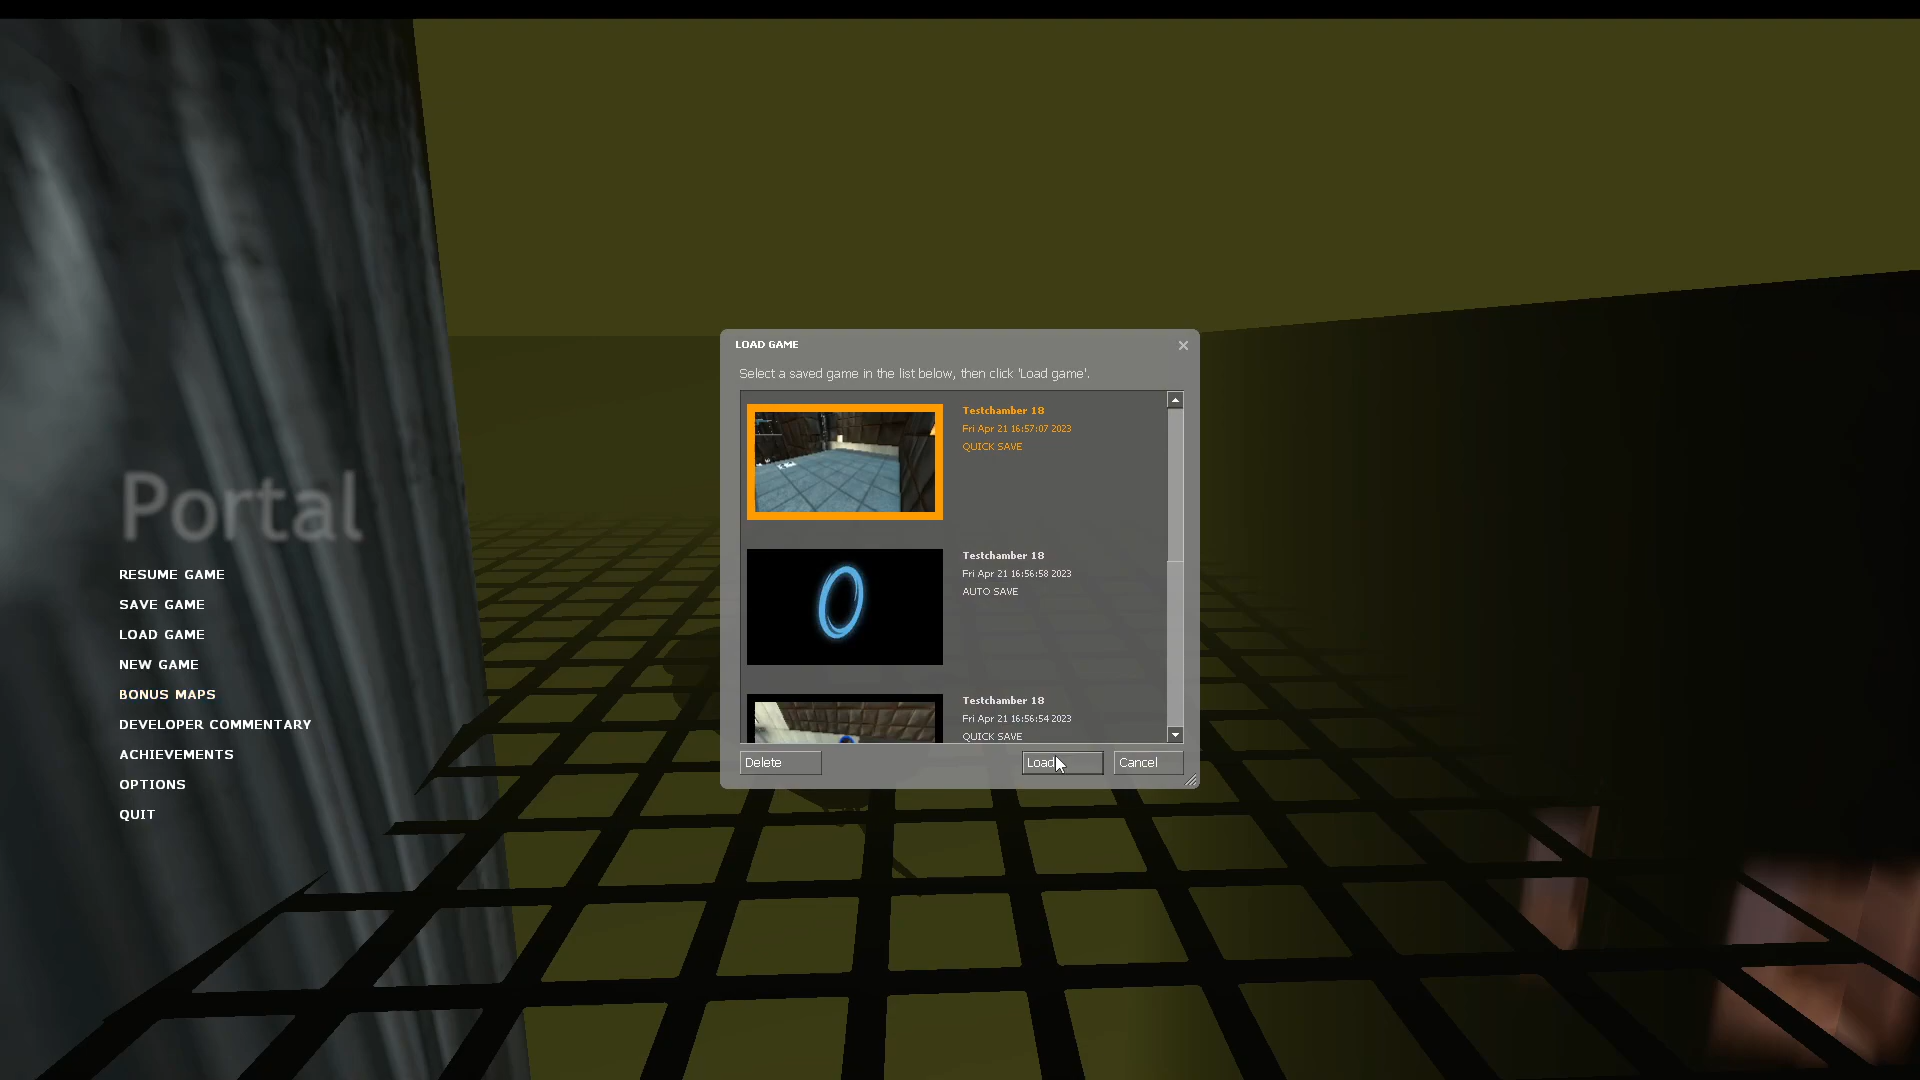 Portal
RESUME GAME
SAVE GAME
LOAD GAME
NEW GAME
BONUS MAPS
DEVELOPER COMMENTARY
ACHIEVEMENTS
OPTIONS
QUIT
LOAD GAME
Select a saved game in the list below, then click 'Load game'.
Testchamber 18
Fri Apr 21 16:57:07 2023
QUICK SAVE
Testchamber 18
Fri Apr 21 16:56:58 2023
AUTO SAVE
Testchamber 18
Fri Apr 21 16:56:54 2023
QUICK SAVE
Delete
Load
Cancel